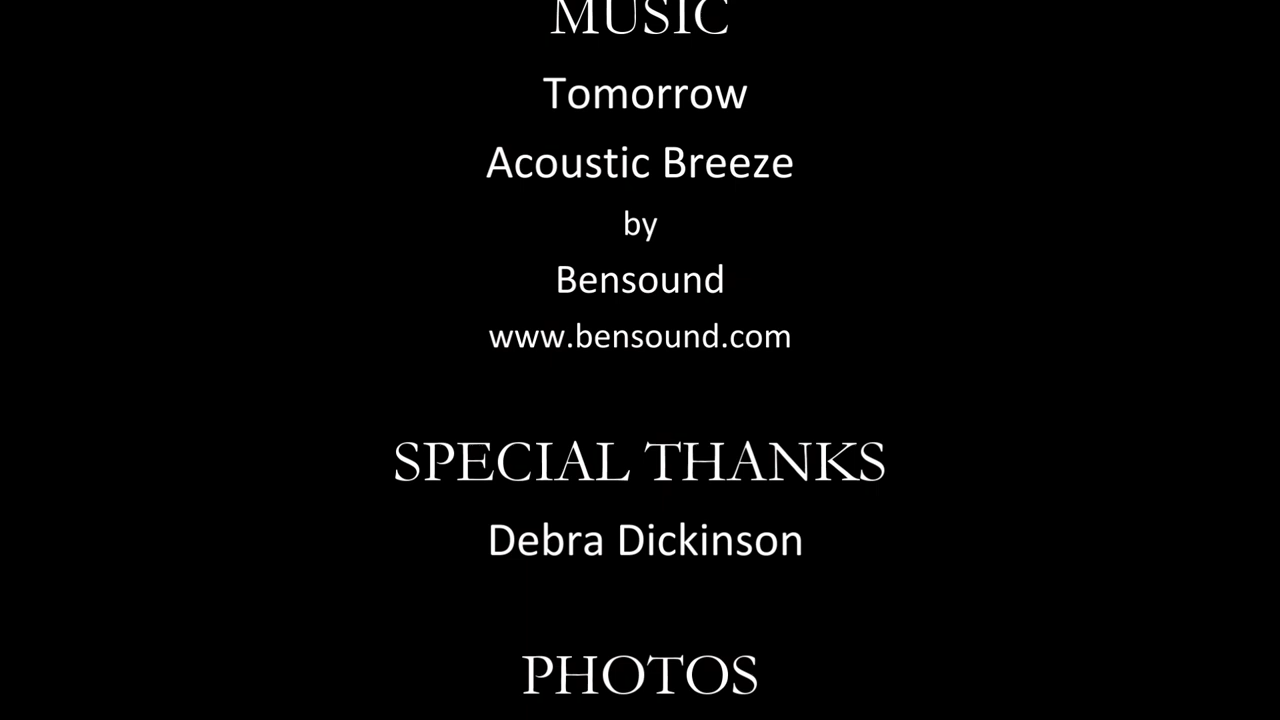 MUSIC
Tomorrow
Acoustic Breeze
by
Bensound
www.bensound.com
SPECIAL THANKS
Debra Dickinson
PHOTOS